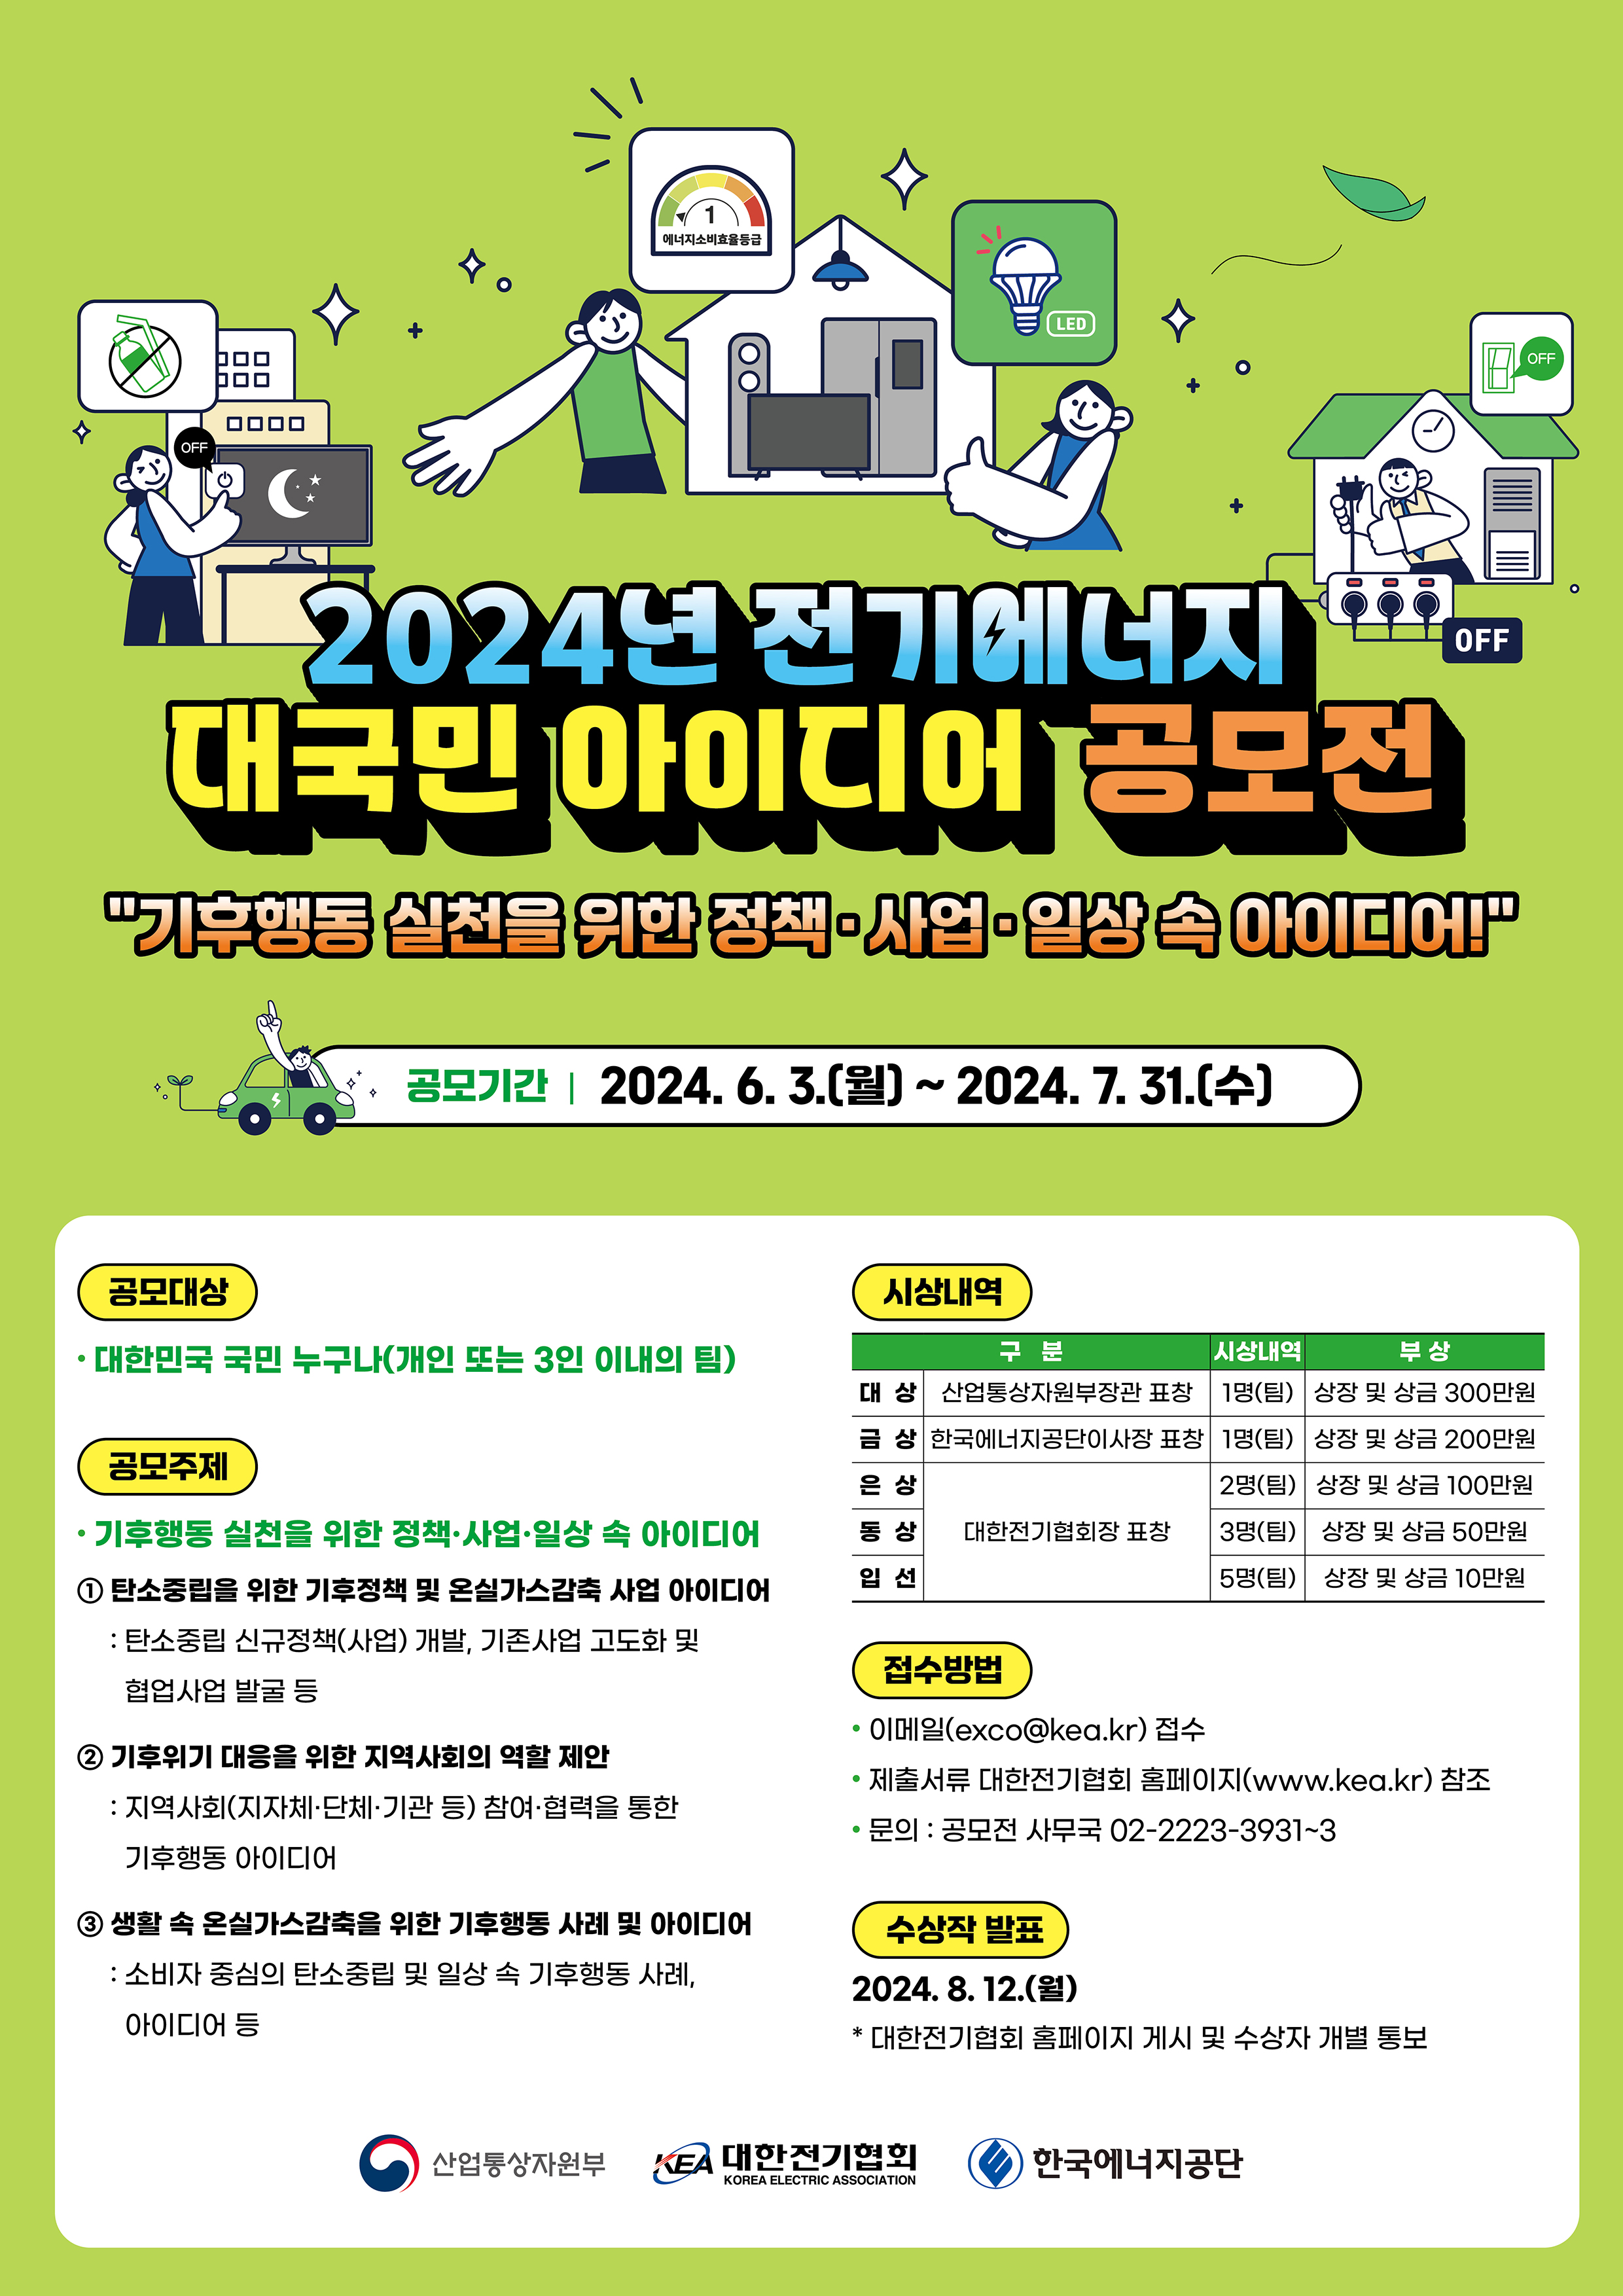 1
에너지소비효율등급
LED
OFF
OFF
OFF
2024년 전기에너지
대국민 아이디어 공모전
"기후행동 실천을 위한 정책·사업·일상 속 아이디어!"
공모기간 | 2024. 6. 3.(월) ~ 2024. 7. 31.(수)
공모대상
• 대한민국 국민 누구나(개인 또는 3인 이내의 팀)
공모주제
• 기후행동 실천을 위한 정책·사업·일상 속 아이디어
① 탄소중립을 위한 기후정책 및 온실가스감축 사업 아이디어
: 탄소중립 신규정책(사업) 개발, 기존사업 고도화 및
협업사업 발굴 등
② 기후위기 대응을 위한 지역사회의 역할 제안
: 지역사회(지자체·단체·기관 등) 참여·협력을 통한
기후행동 아이디어
③ 생활 속 온실가스감축을 위한 기후행동 사례 및 아이디어
: 소비자 중심의 탄소중립 및 일상 속 기후행동 사례,
아이디어 등
시상내역
구 분 시상내역 부 상
대 상 산업통상자원부장관 표창 1명(팀) 상장 및 상금 300만원
금 상 한국에너지공단이사장 표창 1명(팀) 상장 및 상금 200만원
은 상 2명(팀) 상장 및 상금 100만원
동 상 대한전기협회장 표창 3명(팀) 상장 및 상금 50만원
입 선 5명(팀) 상장 및 상금 10만원
접수방법
• 이메일(exco@kea.kr) 접수
• 제출서류 대한전기협회 홈페이지(www.kea.kr) 참조
• 문의 : 공모전 사무국 02-2223-3931~3
수상작 발표
2024. 8. 12.(월)
* 대한전기협회 홈페이지 게시 및 수상자 개별 통보
산업통상자원부
KEA 대한전기협회
KOREA ELECTRIC ASSOCIATION
한국에너지공단